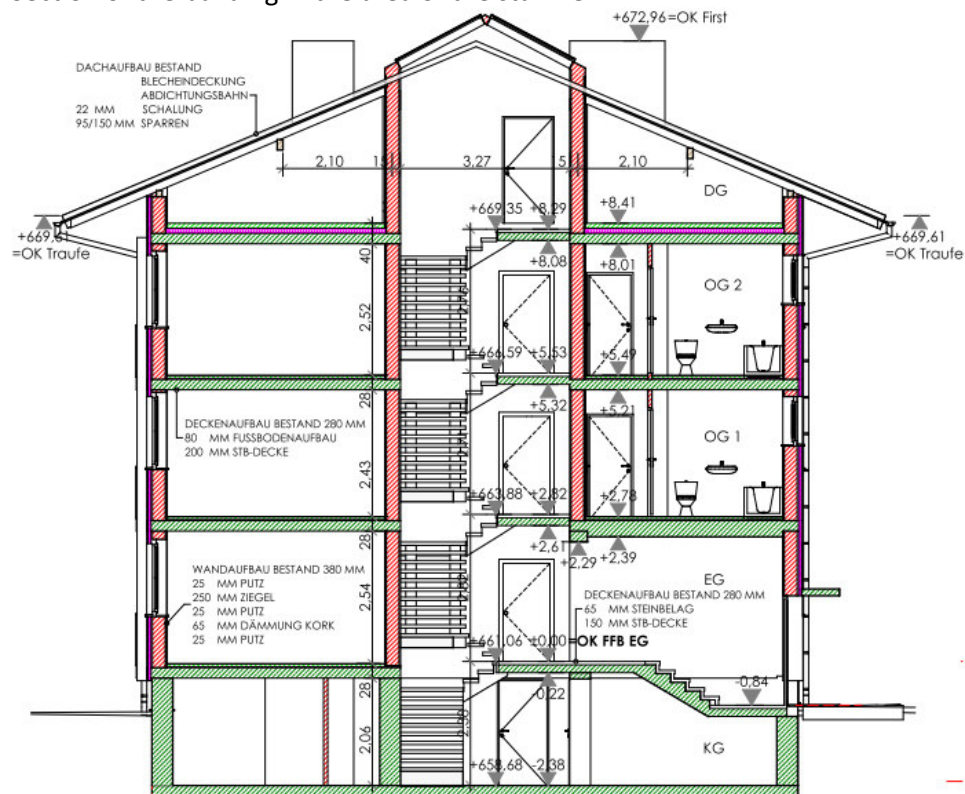 +672,96=OK First
DACHAUFBAU BESTAND
BLECHEINDECKUNG
ABDICHTUNGSBAHN
22 MM SCHALUNG
95/150 MM SPARREN
2,10 15 3,27 5 2,10
DG
+669,35 +8,29 +8,41
+669,61
=OK Traufe
+669,61
=OK Traufe
40
+8,08 +8,01
OG 2
2,52
+666,59 +5,53 +5,49
28
+5,32 +5,21
DECKENAUFBAU BESTAND 280 MM
80 MM FUSSBODENAUFBAU
200 MM STB-DECKE
OG 1
2,43
+663,88 +2,82 +2,78
28
+2,61 +2,39
+2,29
WANDAUFBAU BESTAND 380 MM
25 MM PUTZ
250 MM ZIEGEL
25 MM PUTZ
65 MM DÄMMUNG KORK
25 MM PUTZ
2,54
EG
DECKENAUFBAU BESTAND 280 MM
65 MM STEINBELAG
150 MM STB-DECKE
+661,06 ±0,00=OK FFB EG
28
-0,22
-0,84
2,06
2,38
KG
+658,68 -2,38